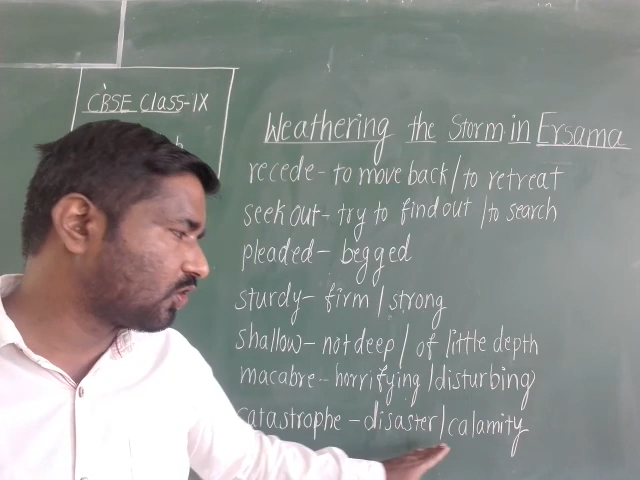 CBSE Class-IX
Weathering the Storm in Ersama
recede - to move back / to retreat
seek out - try to find out / to search
pleaded - begged
sturdy - firm / strong
shallow - not deep / of little depth
macabre - horrifying / disturbing
catastrophe - disaster / calamity